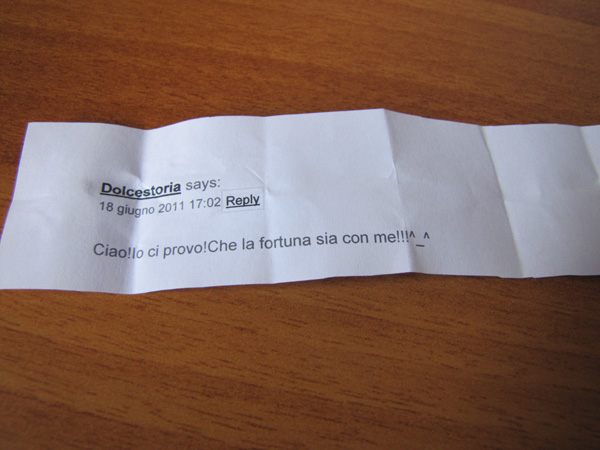 Dolcestoria says:
18 giugno 2011 17:02 Reply
Ciao!Io ci provo!Che la fortuna sia con me!!!^_^